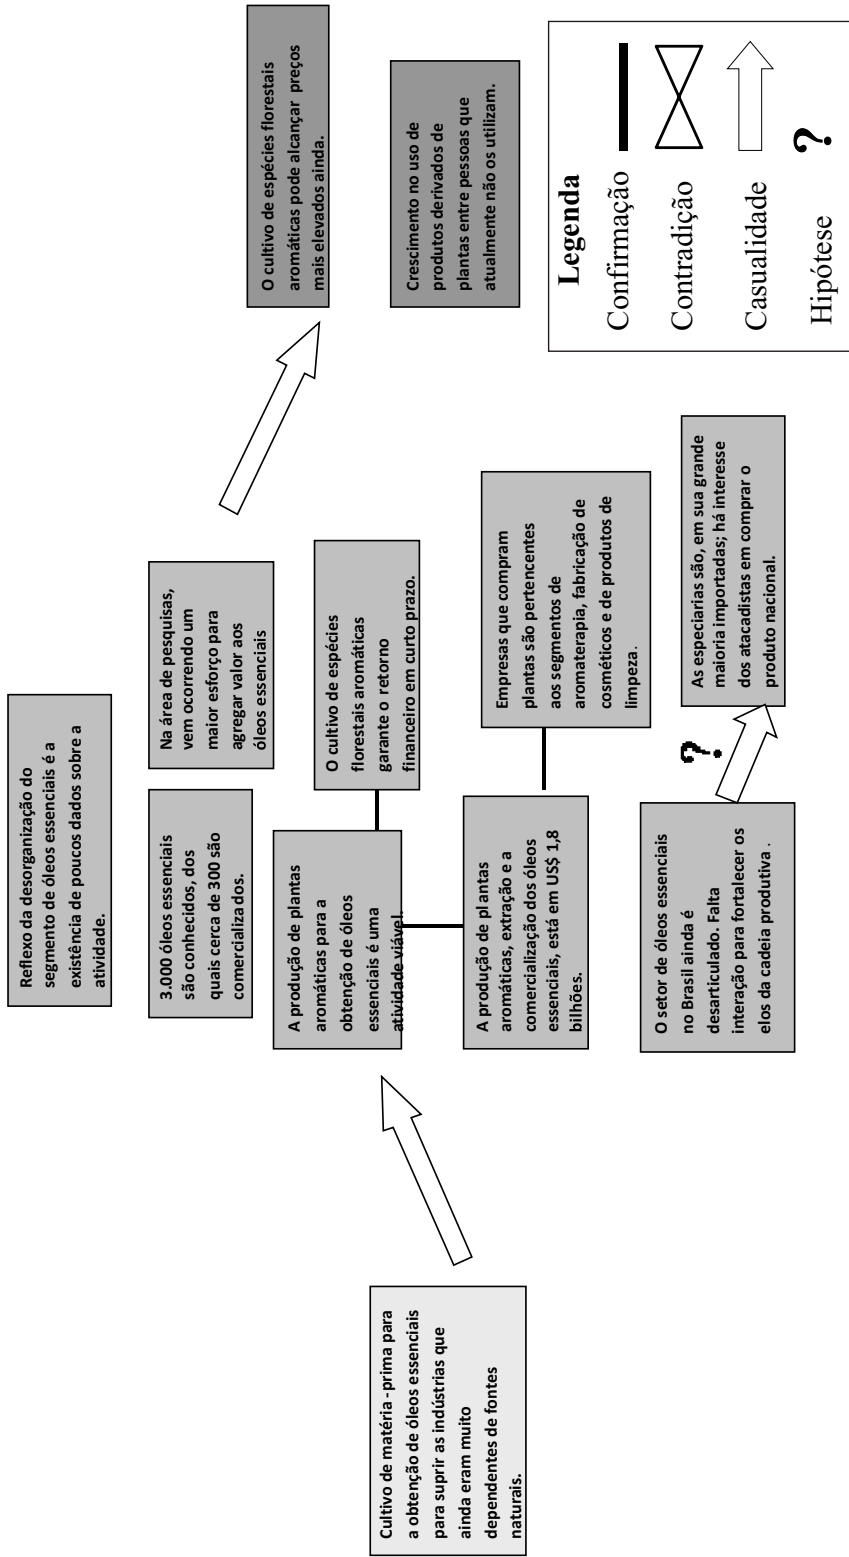 Reflexo da desorganização do
segmento de óleos essenciais é a
existência de poucos dados sobre a
atividade.
3.000 óleos essenciais
são conhecidos, dos
quais cerca de 300 são
comercializados.
Na área de pesquisas,
vem ocorrendo um
maior esforço para
agregar valor aos
óleos essenciais
O cultivo de espécies florestais
aromáticas pode alcançar preços
mais elevados ainda.
Cultivo de matéria -prima para
a obtenção de óleos essenciais
para suprir as indústrias que
ainda eram muito
dependentes de fontes
naturais.
A produção de plantas
aromáticas para a
obtenção de óleos
essenciais é uma
atividade viável.
O cultivo de espécies
florestais aromáticas
garante o retorno
financeiro em curto prazo.
Crescimento no uso de
produtos derivados de
plantas entre pessoas que
atualmente não os utilizam.
A produção de plantas
aromáticas, extração e a
comercialização dos óleos
essenciais, está em US$ 1,8
bilhões.
Empresas que compram
plantas são pertencentes
aos segmentos de
aromaterapia, fabricação de
cosméticos e de produtos de
limpeza.
O setor de óleos essenciais
no Brasil ainda é
desarticulado. Falta
interação para fortalecer os
elos da cadeia produtiva .
?
As especiarias são, em sua grande
maioria importadas; há interesse
dos atacadistas em comprar o
produto nacional.
Legenda
Confirmação
Contradição
Casualidade
Hipótese ?